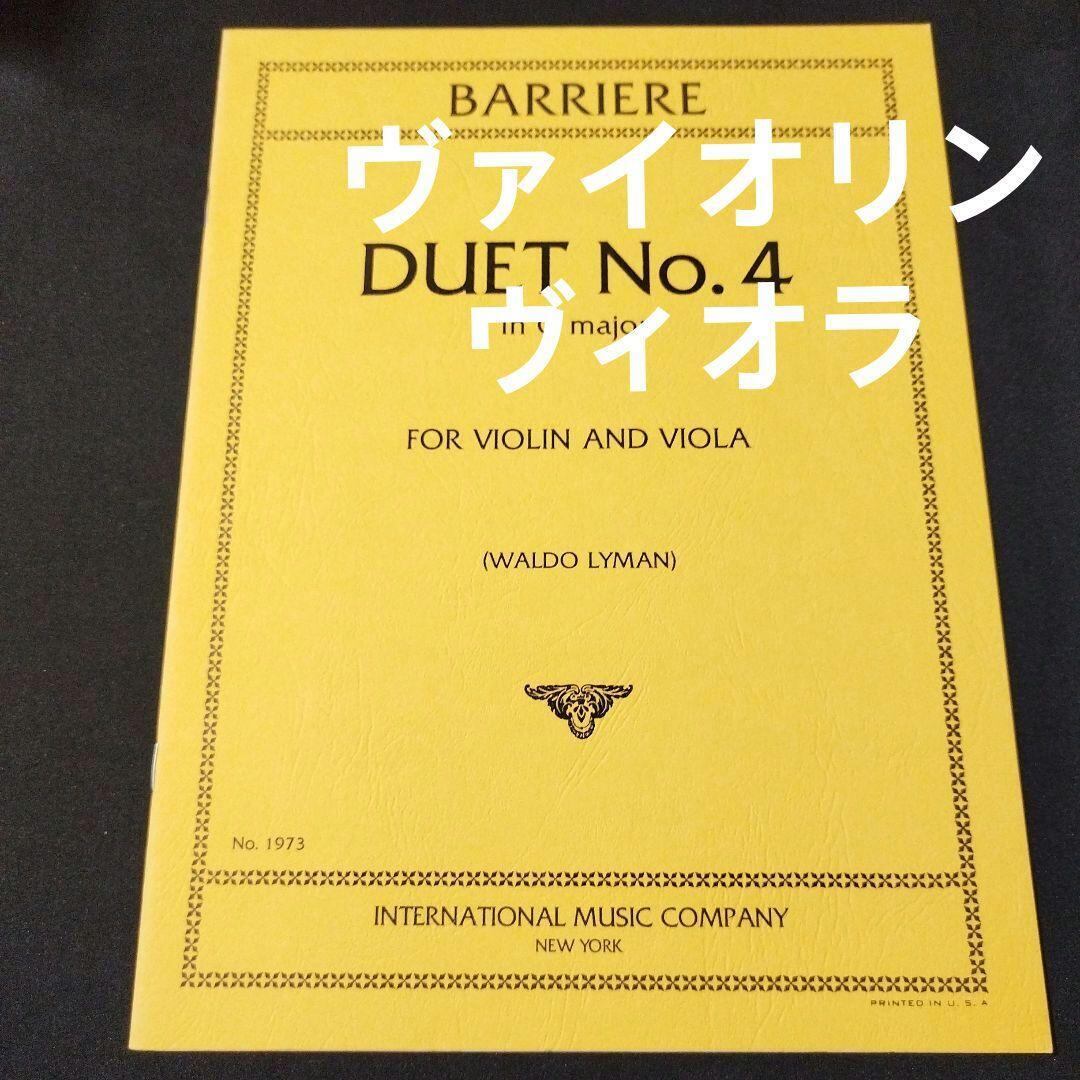 BARRIERE
ヴァイオリン
DUET No. 4
in major
ヴィオラ
FOR VIOLIN AND VIOLA
(WALDO LYMAN)
No. 1973
INTERNATIONAL MUSIC COMPANY
NEW YORK
PRINTED IN U. S. A